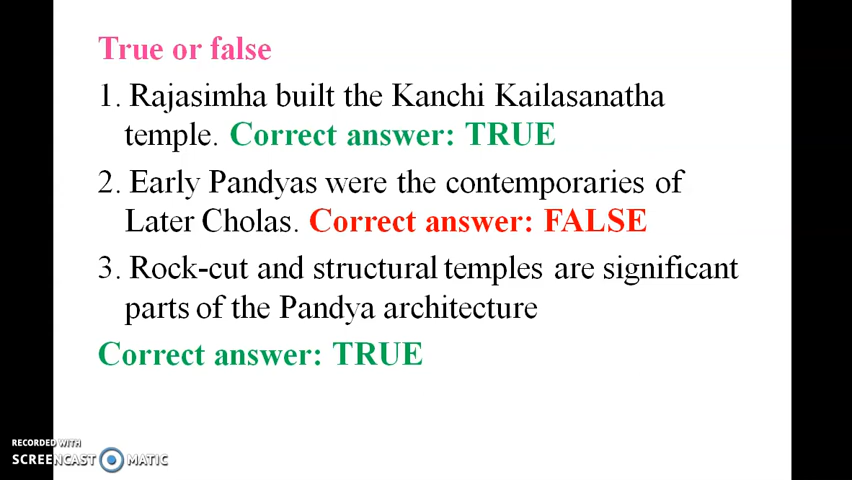 True or false
1. Rajasimha built the Kanchi Kailasanatha
temple. Correct answer: TRUE
2. Early Pandyas were the contemporaries of
Later Cholas. Correct answer: FALSE
3. Rock-cut and structural temples are significant
parts of the Pandya architecture
Correct answer: TRUE
RECORDED WITH
SCREENCAST MATIC